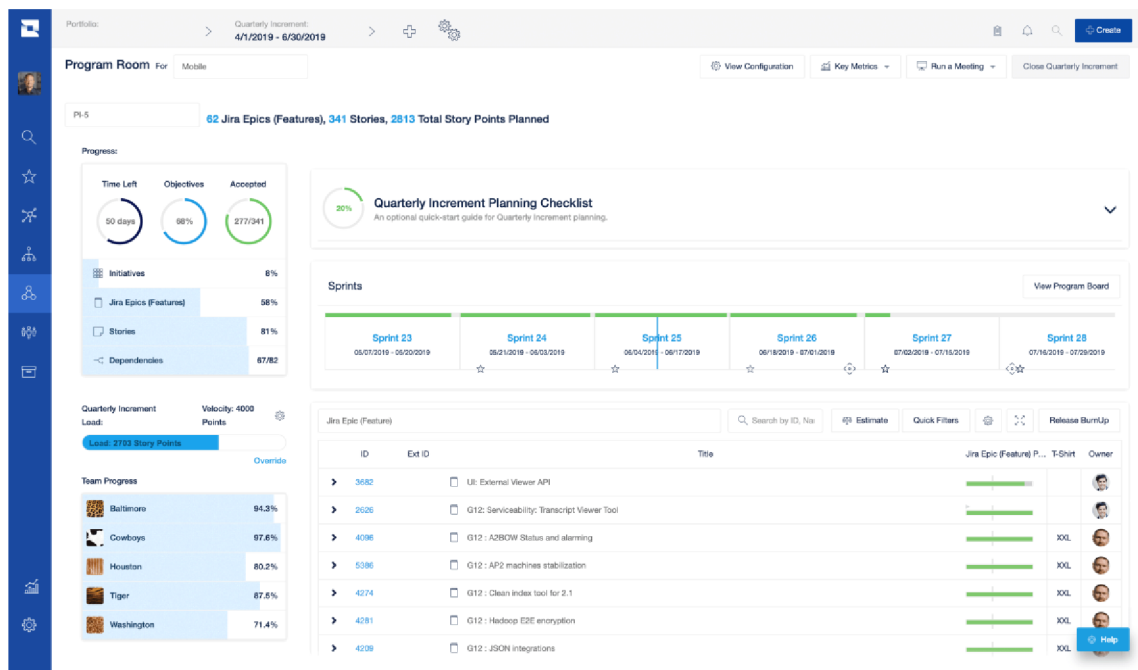 Portfolio:
Quarterly Increment:
4/1/2019 - 6/30/2019
Create
Program Room For Mobile
View Configuration
Key Metrics
Run a Meeting
Close Quarterly Increment
PI-5
62 Jira Epics (Features), 341 Stories, 2813 Total Story Points Planned
Progress:
Time Left Objectives Accepted
50 days 68% 277/341
Initiatives 8%
Jira Epics (Features) 58%
Stories 81%
Dependencies 67/82
20%
Quarterly Increment Planning Checklist
An optional quick-start guide for Quarterly Increment planning.
Sprints
View Program Board
Sprint 23 Sprint 24 Sprint 25 Sprint 26 Sprint 27 Sprint 28
05/07/2019 - 05/20/2019 05/21/2019 - 06/03/2019 06/04/2019 - 06/17/2019 06/18/2019 - 07/01/2019 07/02/2019 - 07/15/2019 07/16/2019 - 07/29/2019
Quarterly Increment
Load:
Velocity: 4000
Points
Load: 2793 Story Points
Override
Team Progress
Baltimore 94.3%
Cowboys 97.6%
Houston 80.2%
Tiger 87.5%
Washington 71.4%
Jira Epic (Feature)
Search by ID, Nar
Estimate
Quick Filters
Release BurnUp
ID Ext ID Title Jira Epic (Feature) P... T-Shirt Owner
3682 UI: External Viewer API
2626 G12: Serviceability: Transcript Viewer Tool
4096 G12 : A2BOW Status and alarming XXL
5386 G12 : AP2 machines stabilization XXL
4274 G12 : Clean index tool for 2.1 XXL
4281 G12 : Hadoop E2E encryption XXL
4209 G12 : JSON integrations XXL
Help